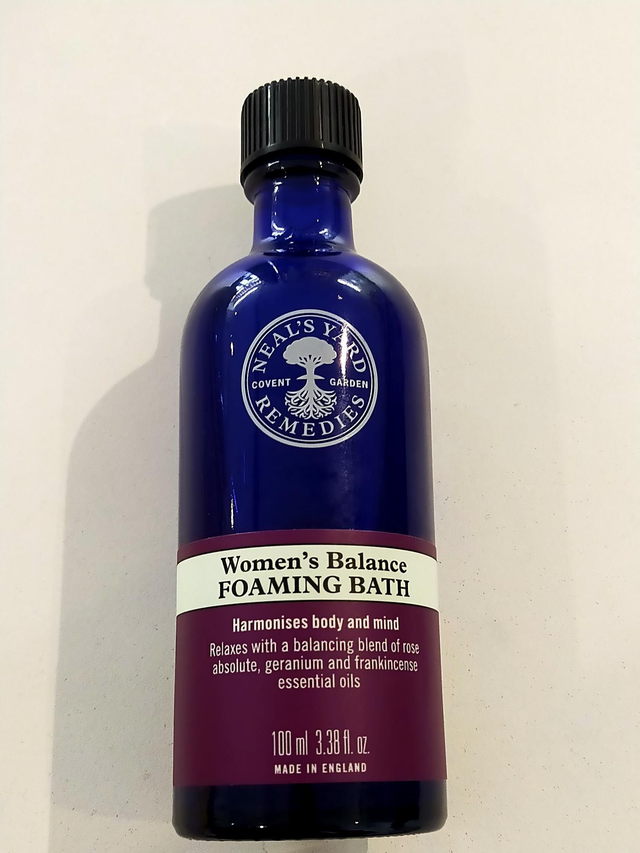 NEAL'S YARD
COVENT GARDEN
REMEDIES
Women's Balance
FOAMING BATH
Harmonises body and mind
Relaxes with a balancing blend of rose
absolute, geranium and frankincense
essential oils
100 ml 3.38 fl. oz.
MADE IN ENGLAND